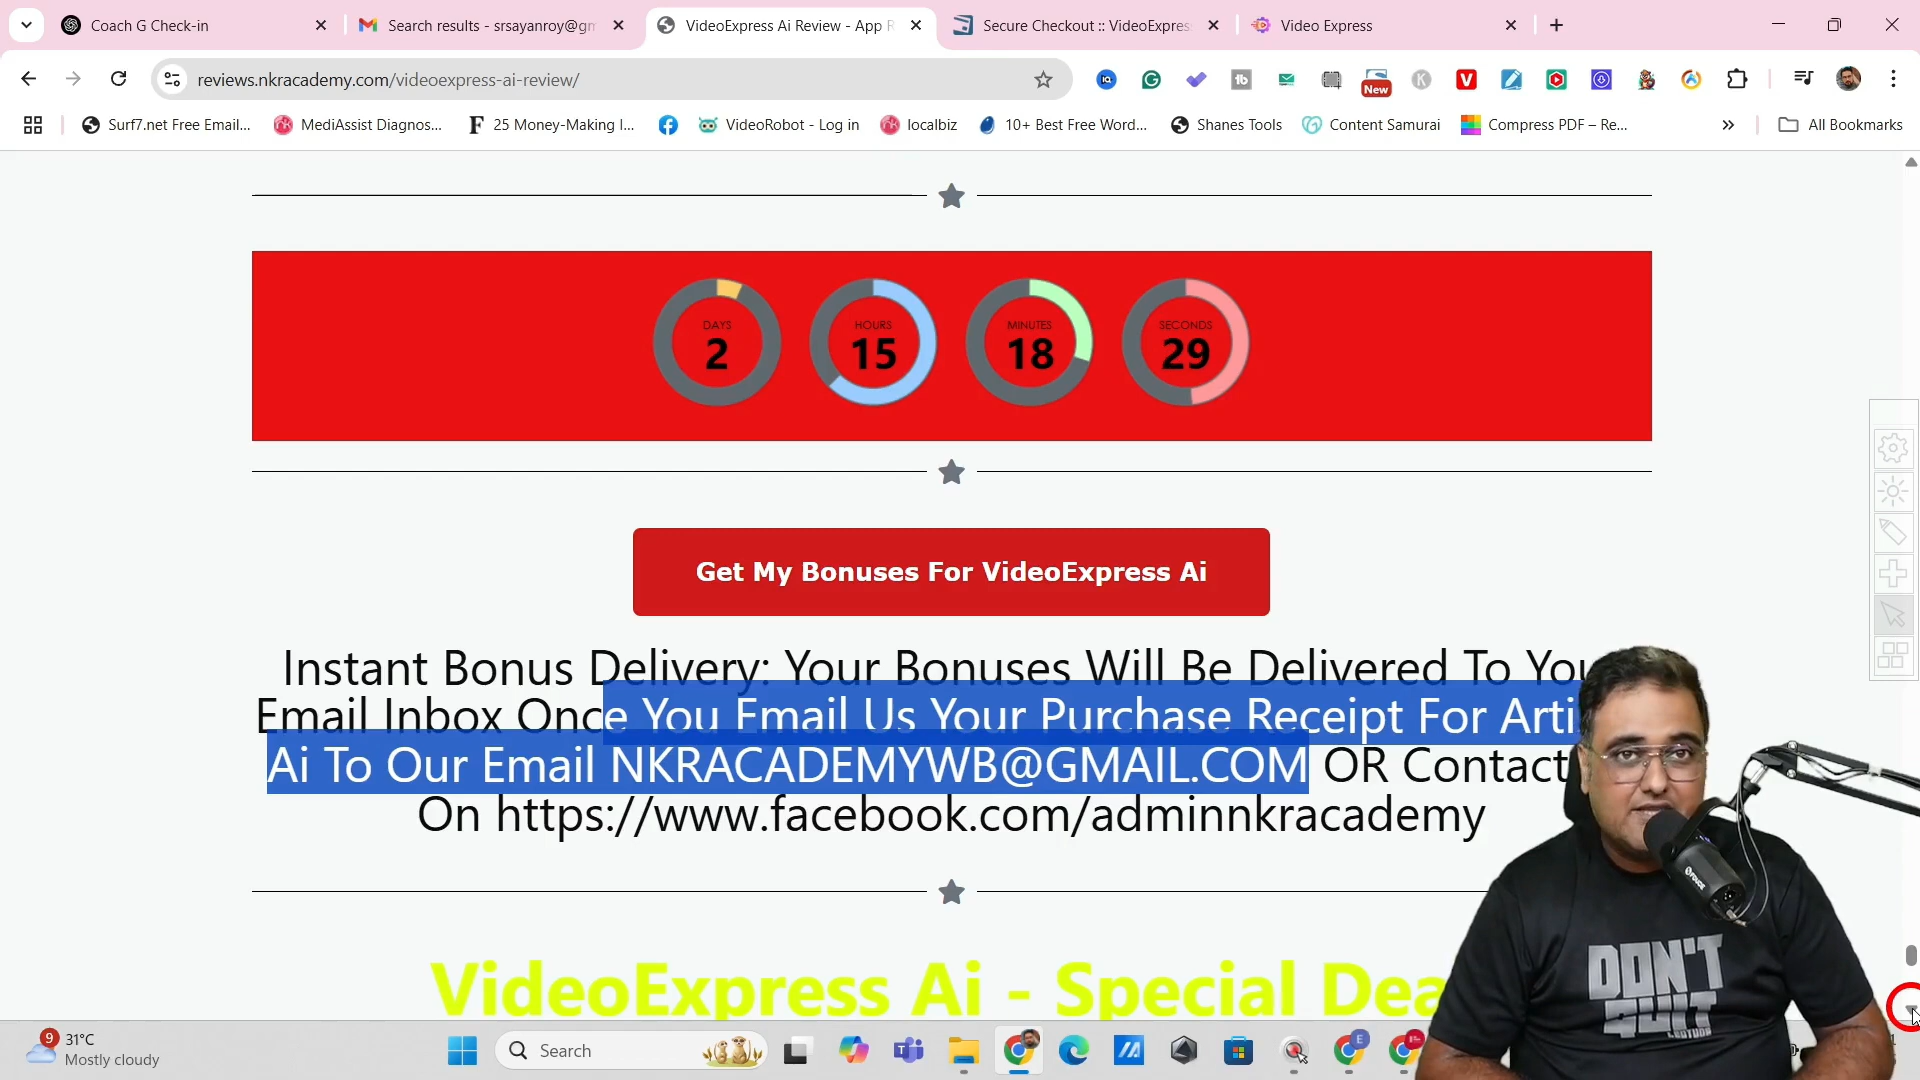 Coach G Check-in
Search results - srsayanroy@gm
VideoExpress Ai Review - App R
Secure Checkout :: VideoExpres
Video Express
reviews.nkracademy.com/videoexpress-ai-review/
New
Surf7.net Free Email...
MediAssist Diagnos...
25 Money-Making I...
VideoRobot - Log in
localbiz
10+ Best Free Word...
Shanes Tools
Content Samurai
Compress PDF – Re...
All Bookmarks
DAYS
2
HOURS
15
MINUTES
18
SECONDS
29
Get My Bonuses For VideoExpress Ai
Instant Bonus Delivery: Your Bonuses Will Be Delivered To You
Email Inbox Once You Email Us Your Purchase Receipt For Arti
Ai To Our Email NKRACADEMYWB@GMAIL.COM OR Contact
On https://www.facebook.com/adminnkracademy
VideoExpress Ai - Special Dea
DON'T
QUIT
9
31°C
Mostly cloudy
Search